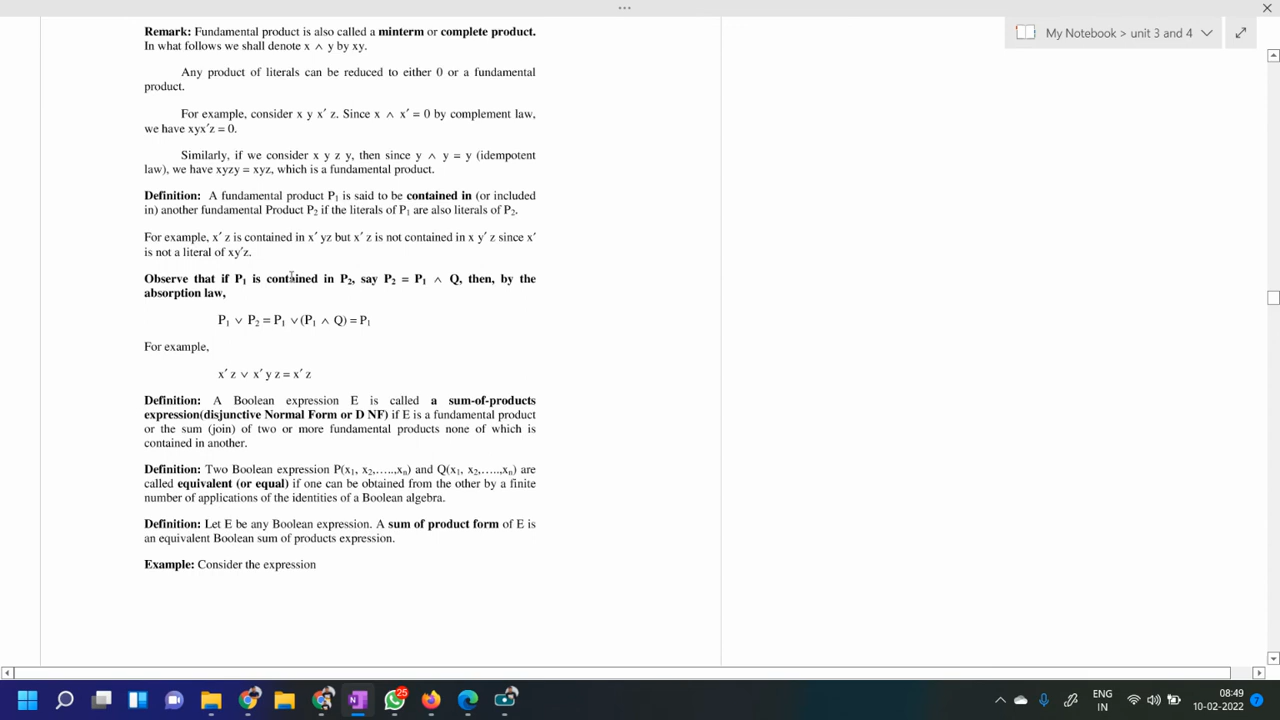 ...
My Notebook > unit 3 and 4
Remark: Fundamental product is also called a minterm or complete product.
In what follows we shall denote x ∧ y by xy.
Any product of literals can be reduced to either 0 or a fundamental
product.
For example, consider x y x′ z. Since x ∧ x′ = 0 by complement law,
we have xyx′z = 0.
Similarly, if we consider x y z y, then since y ∧ y = y (idempotent
law), we have xyzy = xyz, which is a fundamental product.
Definition: A fundamental product P₁ is said to be contained in (or included
in) another fundamental Product P₂ if the literals of P₁ are also literals of P₂.
For example, x′ z is contained in x′ yz but x′ z is not contained in x y′ z since x′
is not a literal of xy′z.
Observe that if P₁ is contained in P₂, say P₂ = P₁ ∧ Q, then, by the
absorption law,
P₁ ∨ P₂ = P₁ ∨ (P₁ ∧ Q) = P₁
For example,
x′ z ∨ x′ y z = x′ z
Definition: A Boolean expression E is called a sum-of-products
expression(disjunctive Normal Form or D NF) if E is a fundamental product
or the sum (join) of two or more fundamental products none of which is
contained in another.
Definition: Two Boolean expression P(x₁, x₂,…..,xₙ) and Q(x₁, x₂,…..,xₙ) are
called equivalent (or equal) if one can be obtained from the other by a finite
number of applications of the identities of a Boolean algebra.
Definition: Let E be any Boolean expression. A sum of product form of E is
an equivalent Boolean sum of products expression.
Example: Consider the expression
25
ENG
IN
08:49
10-02-2022